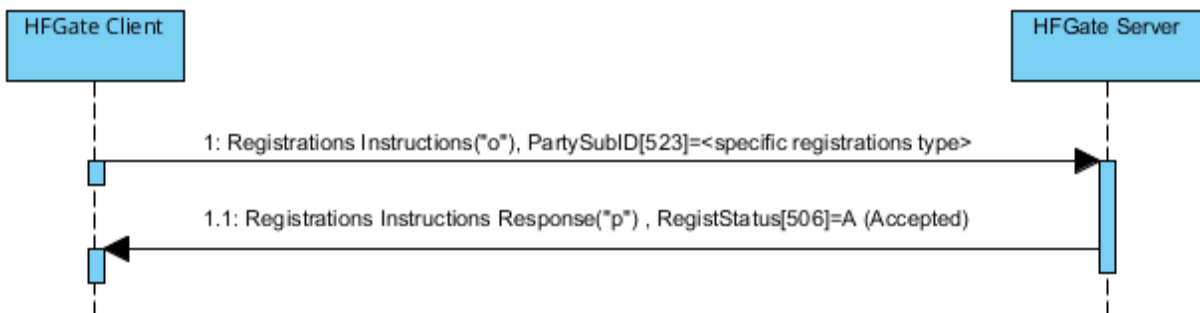 HFGate Client
HFGate Server
1: Registrations Instructions("o"), PartySubID[523]=<specific registrations type>
1.1: Registrations Instructions Response("p") , RegistStatus[506]=A (Accepted)